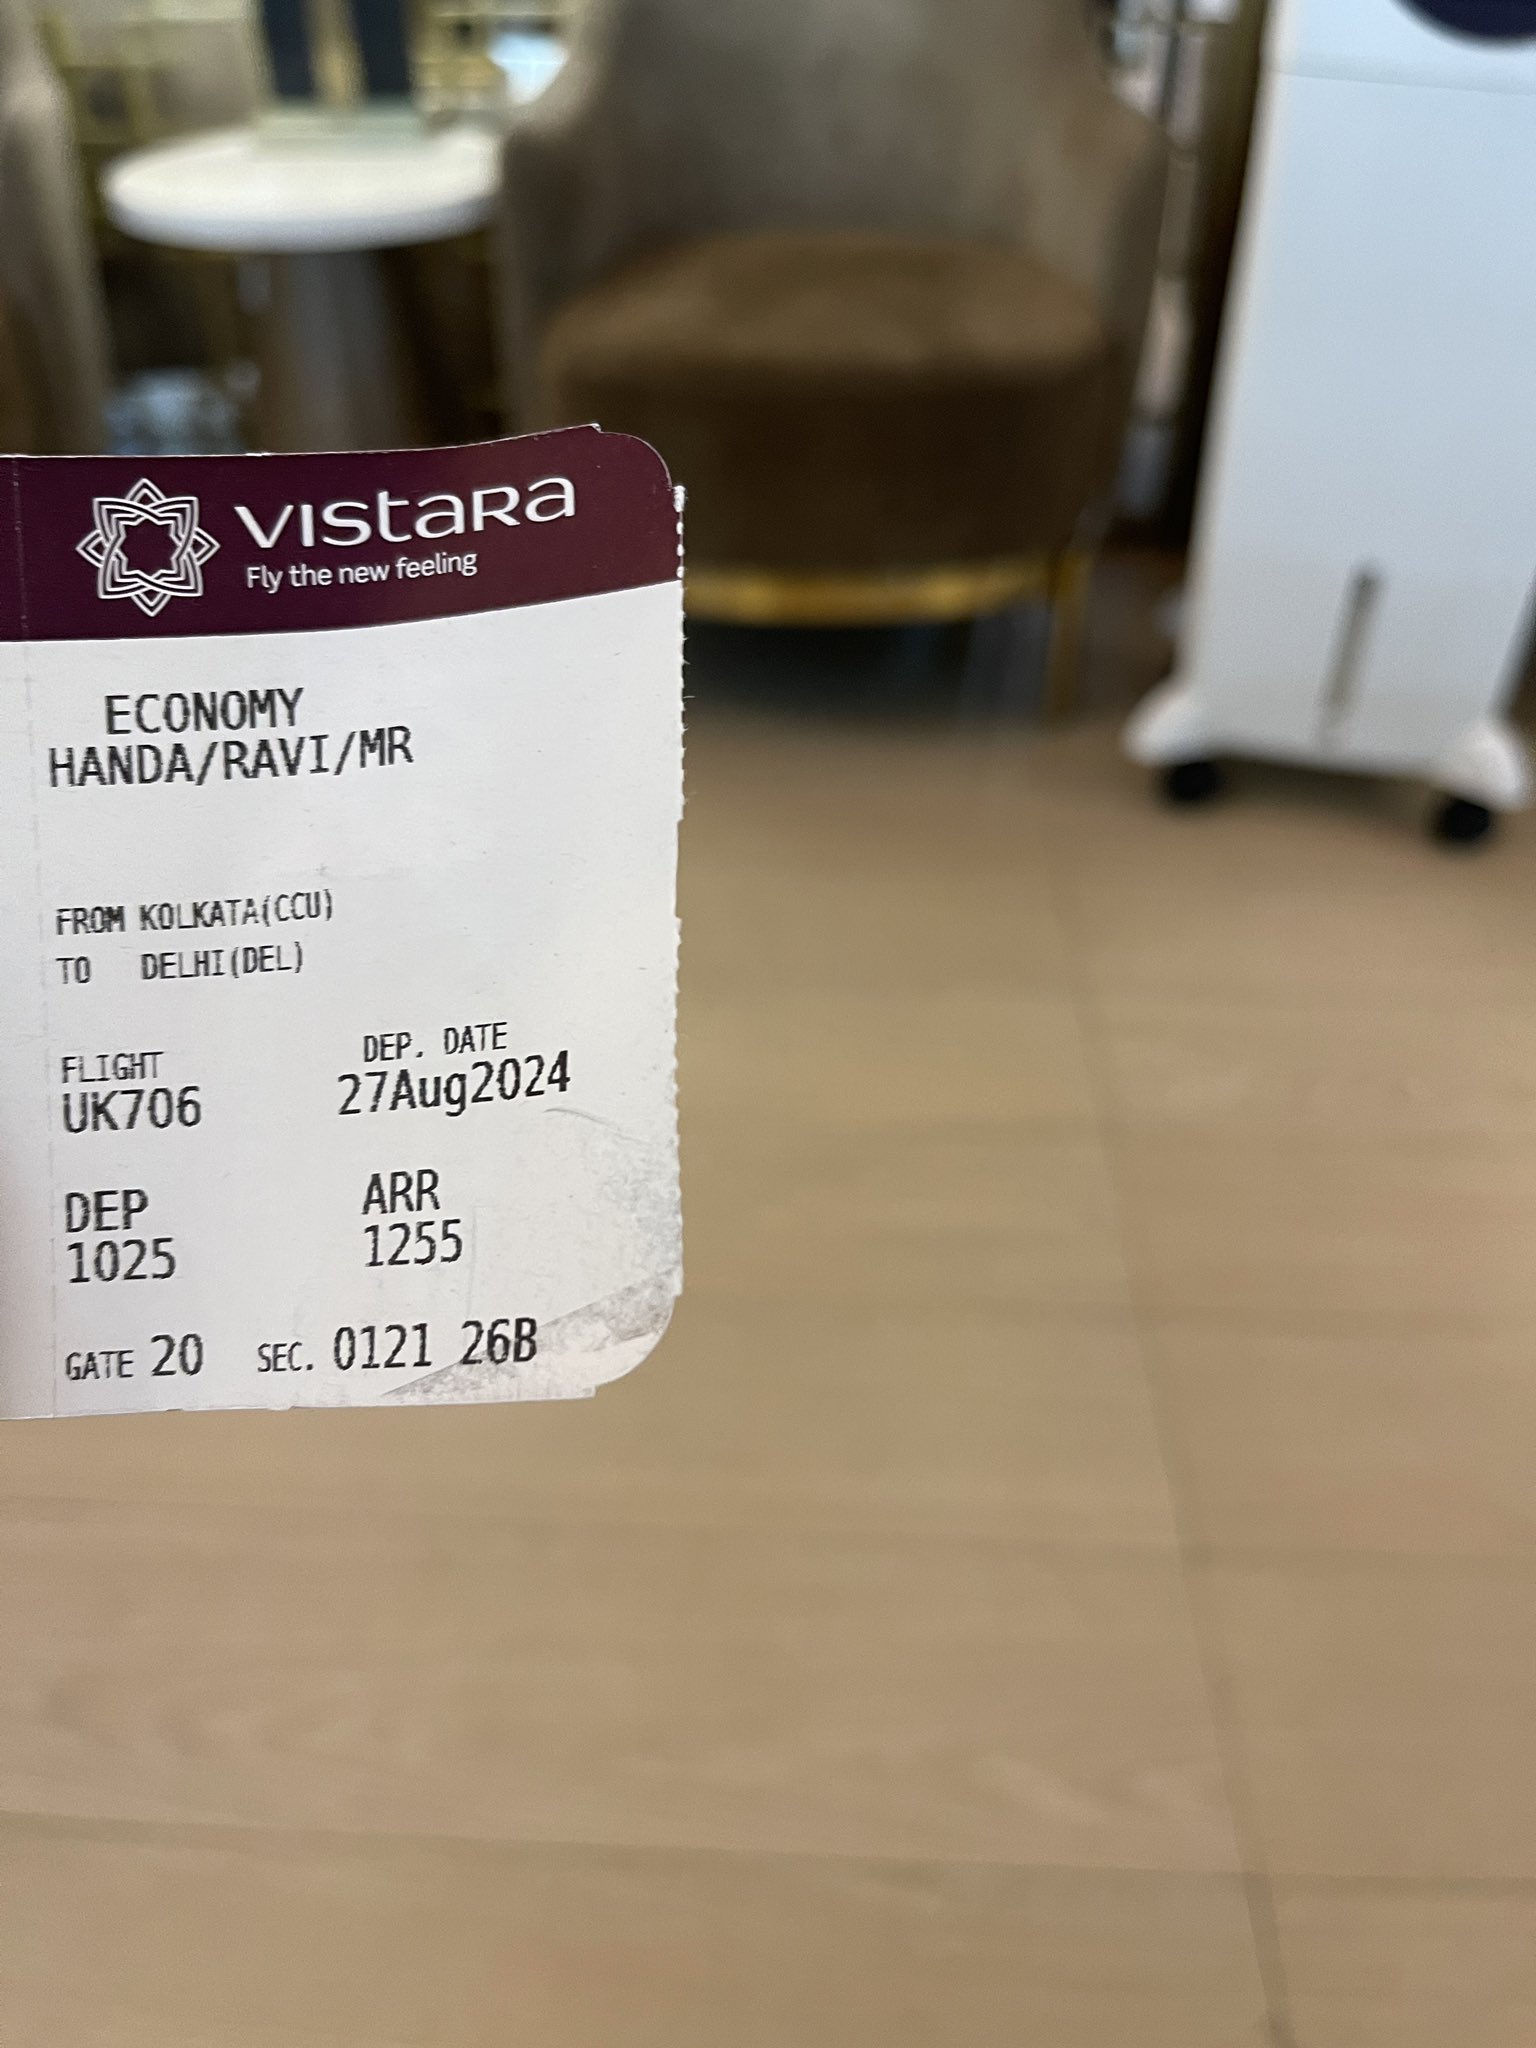 vistaRa
Fly the new feeling
ECONOMY
HANDA/RAVI/MR
FROM KOLKATA(CCU)
TO DELHI(DEL)
FLIGHT DEP. DATE
UK706 27Aug2024
DEP ARR
1025 1255
GATE 20 SEC. 0121 26B